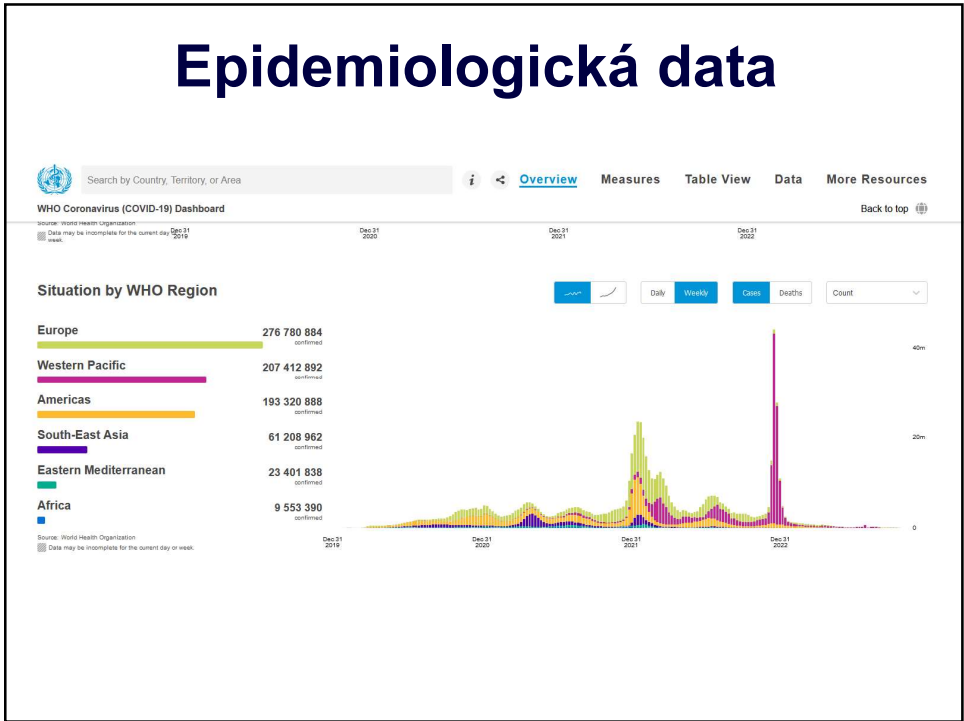 Epidemiologická data
Search by Country, Territory, or Area
i Overview Measures Table View Data More Resources
WHO Coronavirus (COVID-19) Dashboard
Back to top
Source: World Health Organization
Data may be incomplete for the current day or week.
Dec 31 2019
Dec 31 2020
Dec 31 2021
Dec 31 2022
Situation by WHO Region
Daily Weekly Cases Deaths Count
Europe 276 780 884
confirmed
Western Pacific 207 412 892
confirmed
Americas 193 320 888
confirmed
South-East Asia 61 208 962
confirmed
Eastern Mediterranean 23 401 838
confirmed
Africa 9 553 390
confirmed
40m
20m
0
Source: World Health Organization
Data may be incomplete for the current day or week.
Dec 31 2019
Dec 31 2020
Dec 31 2021
Dec 31 2022